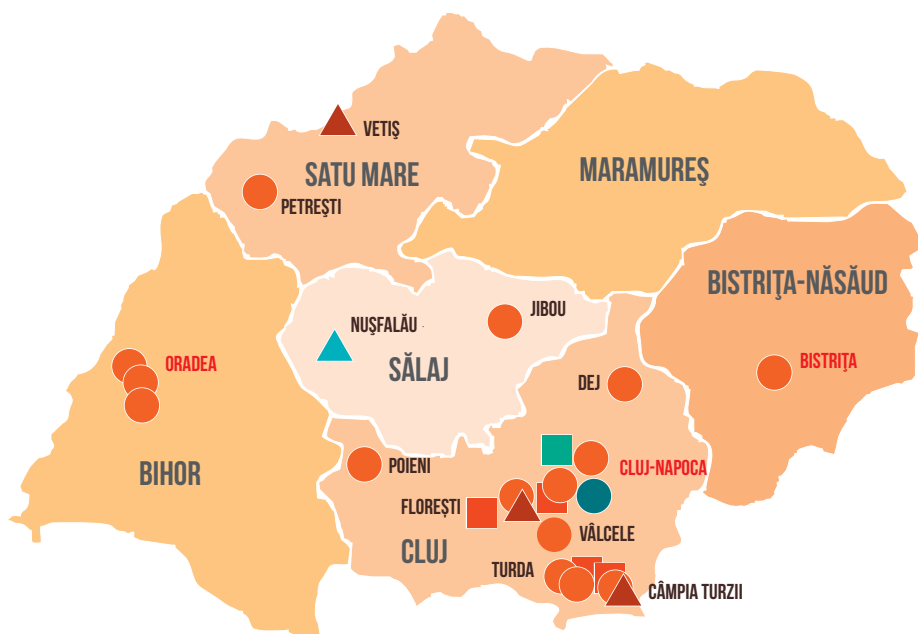 VETIŞ
SATU MARE
MARAMUREŞ
PETREŞTI
BISTRIŢA-NĂSĂUD
JIBOU
NUŞFALĂU
ORADEA
SĂLAJ
BISTRIŢA
DEJ
POIENI
CLUJ-NAPOCA
BIHOR
FLOREȘTI
VÂLCELE
CLUJ
TURDA
CÂMPIA TURZII